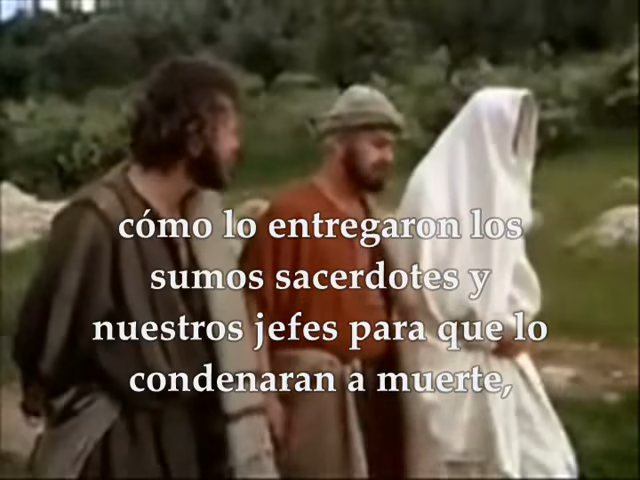 cómo lo entregaron los
sumos sacerdotes y
nuestros jefes para que lo
condenaran a muerte,